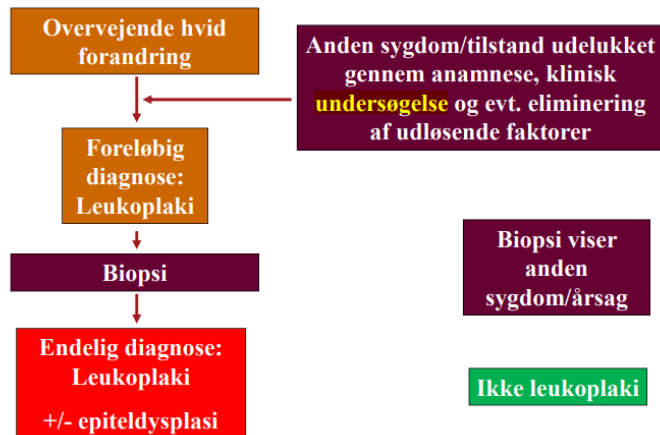 Overvejende hvid
forandring
Anden sygdom/tilstand udelukket
gennem anamnese, klinisk
undersøgelse og evt. eliminering
af udløsende faktorer
Foreløbig
diagnose:
Leukoplaki
Biopsi
Biopsi viser
anden
sygdom/årsag
Endelig diagnose:
Leukoplaki
+/- epiteldysplasi
Ikke leukoplaki